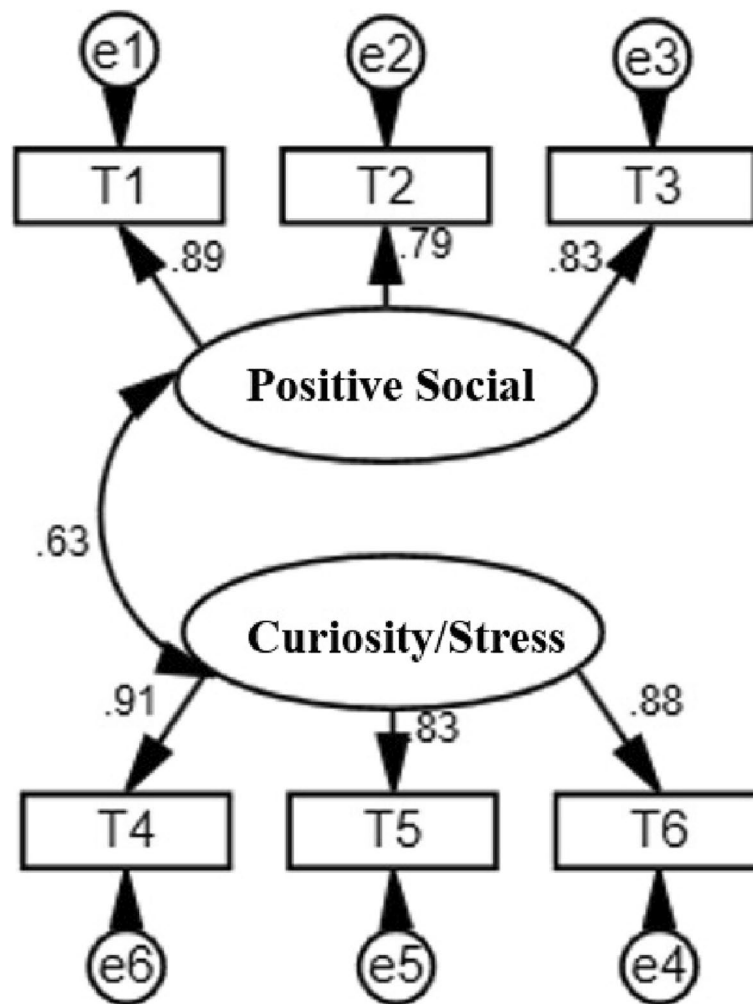 e1 e2 e3
T1 T2 T3
.89 .79 .83
Positive Social
.63
Curiosity/Stress
.91 .83 .88
T4 T5 T6
e6 e5 e4